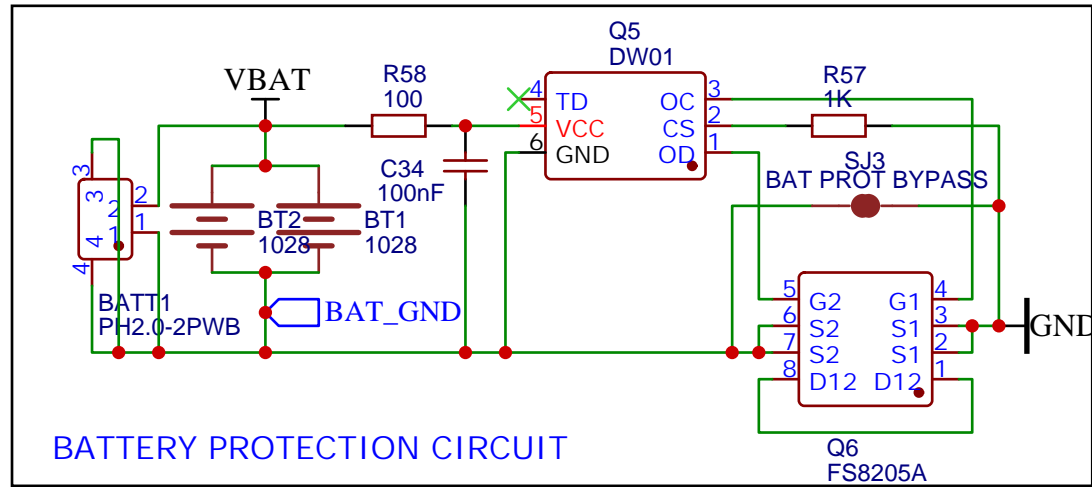 Q5
DW01
VBAT
R58
100
R57
1K
4 TD OC 3
5 VCC CS 2
6 GND OD 1
C34
100nF
SJ3
BAT PROT BYPASS
3
3
2 2
1 1
4
4
BT2
1028
BT1
1028
BATT1
PH2.0-2PWB
BAT_GND
5 G2 G1 4
6 S2 S1 3
7 S2 S1 2
8 D12 D12 1
GND
Q6
FS8205A
BATTERY PROTECTION CIRCUIT